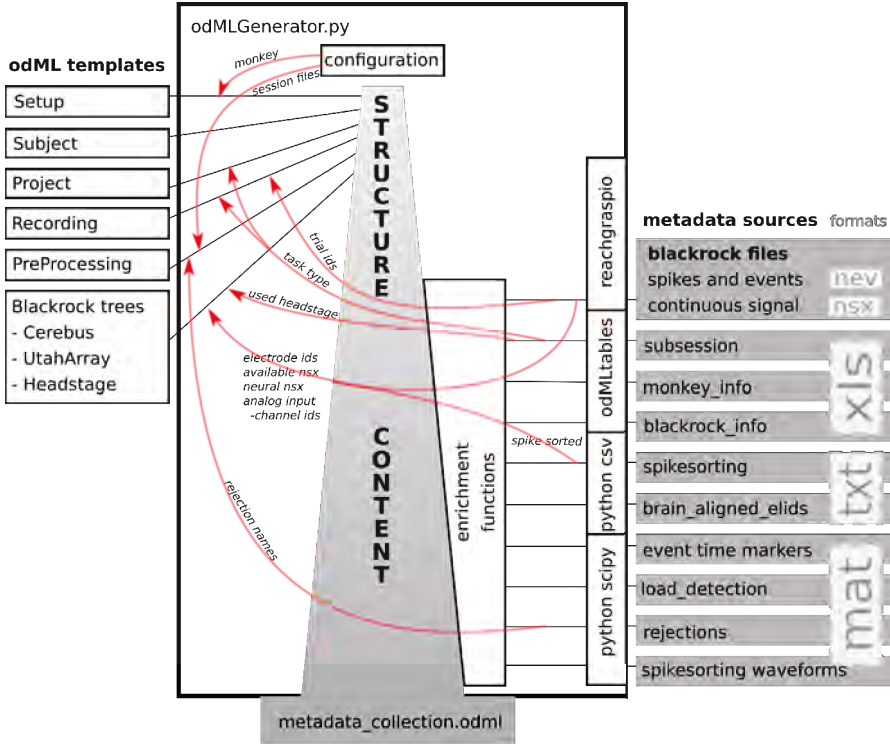 odMLGenerator.py
configuration
monkey
session files
odML templates
Setup
Subject
Project
Recording
PreProcessing
Blackrock trees
- Cerebus
- UtahArray
- Headstage
STRUCTURE
CONTENT
trial ids
task type
used headstage
electrode ids
available nsx
neural nsx
analog input
-channel ids
spike sorted
rejection names
enrichment
functions
reachgraspio
odMLtables
python csv
python scipy
metadata sources formats
blackrock files
spikes and events nev
continuous signal nsx
subsession
monkey_info
blackrock_info
xls
spikesorting
brain_aligned_elids
txt
event time markers
load_detection
rejections
spikesorting waveforms
mat
metadata_collection.odml